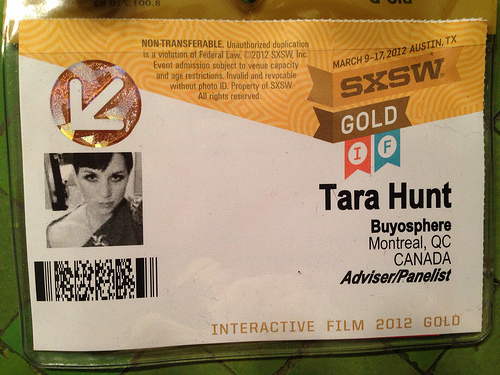 NON-TRANSFERABLE. Unauthorized duplication
is a violation of Federal Law. ©2012 SXSW, Inc.
Event admission subject to venue capacity
and age restrictions. Invalid and revocable
without photo ID. Property of SXSW
All rights reserved.
MARCH 9-17, 2012 AUSTIN, TX
SXSW
GOLD
I F
Tara Hunt
Buyosphere
Montreal, QC
CANADA
Adviser/Panelist
INTERACTIVE FILM 2012 GOLD